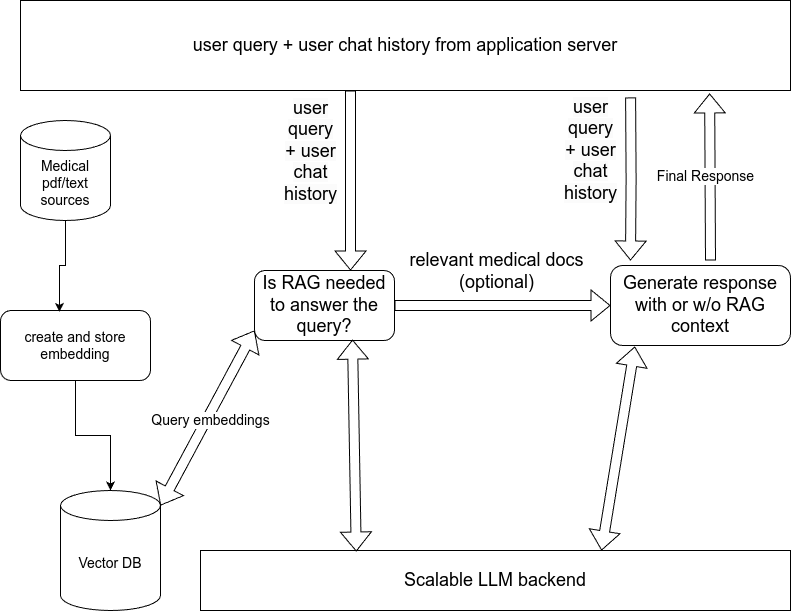 user query + user chat history from application server
user
query
+ user
chat
history
user
query
+ user
chat
history
Final Response
Medical
pdf/text
sources
relevant medical docs
(optional)
Is RAG needed
to answer the
query?
Generate response
with or w/o RAG
context
create and store
embedding
Query embeddings
Vector DB
Scalable LLM backend